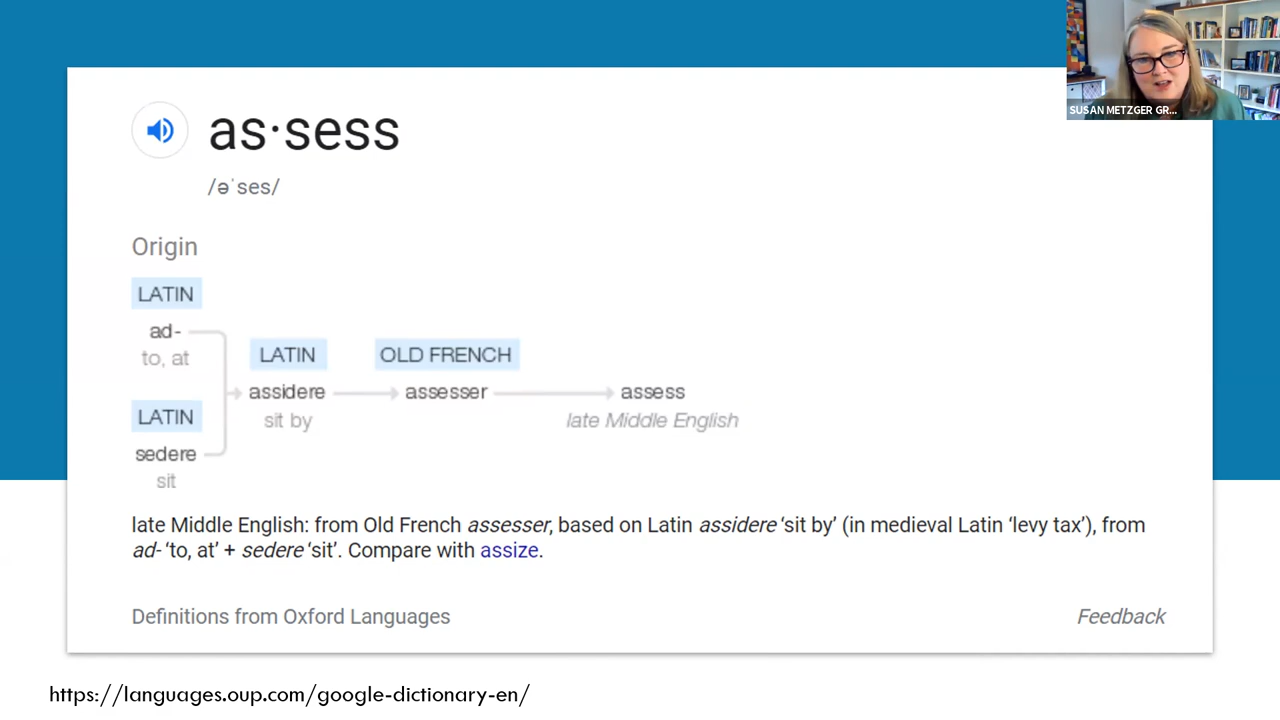 SUSAN METZGER GR...
as·sess
/əˈses/
Origin
LATIN
ad-
to, at
LATIN
OLD FRENCH
assidere
assesser
assess
sit by
late Middle English
LATIN
sedere
sit
late Middle English: from Old French assesser, based on Latin assidere ‘sit by’ (in medieval Latin ‘levy tax’), from
ad- ‘to, at’ + sedere ‘sit’. Compare with assize.
Definitions from Oxford Languages
Feedback
https://languages.oup.com/google-dictionary-en/